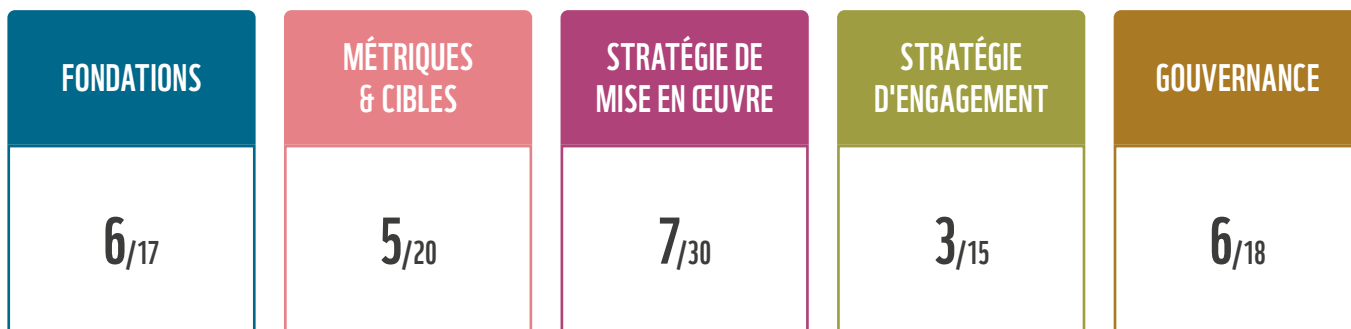 FONDATIONS
6/17
MÉTRIQUES
& CIBLES
5/20
STRATÉGIE DE
MISE EN ŒUVRE
7/30
STRATÉGIE
D'ENGAGEMENT
3/15
GOUVERNANCE
6/18